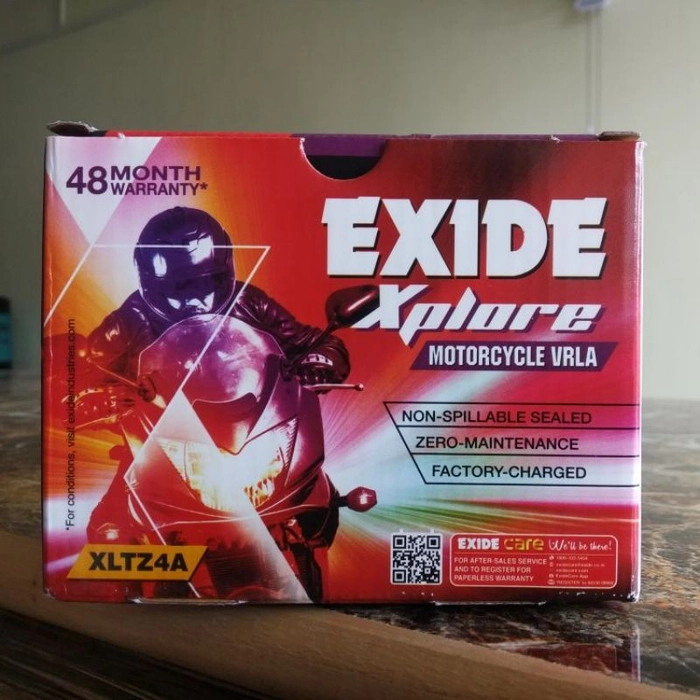 48 MONTH
WARRANTY*
EXIDE
Xplore
MOTORCYCLE VRLA
NON-SPILLABLE SEALED
ZERO-MAINTENANCE
FACTORY-CHARGED
*For conditions, visit exideindustries.com
XLTZ4A
EXIDE care We'll be there!
FOR AFTER-SALES SERVICE
AND TO REGISTER FOR
PAPERLESS WARRANTY